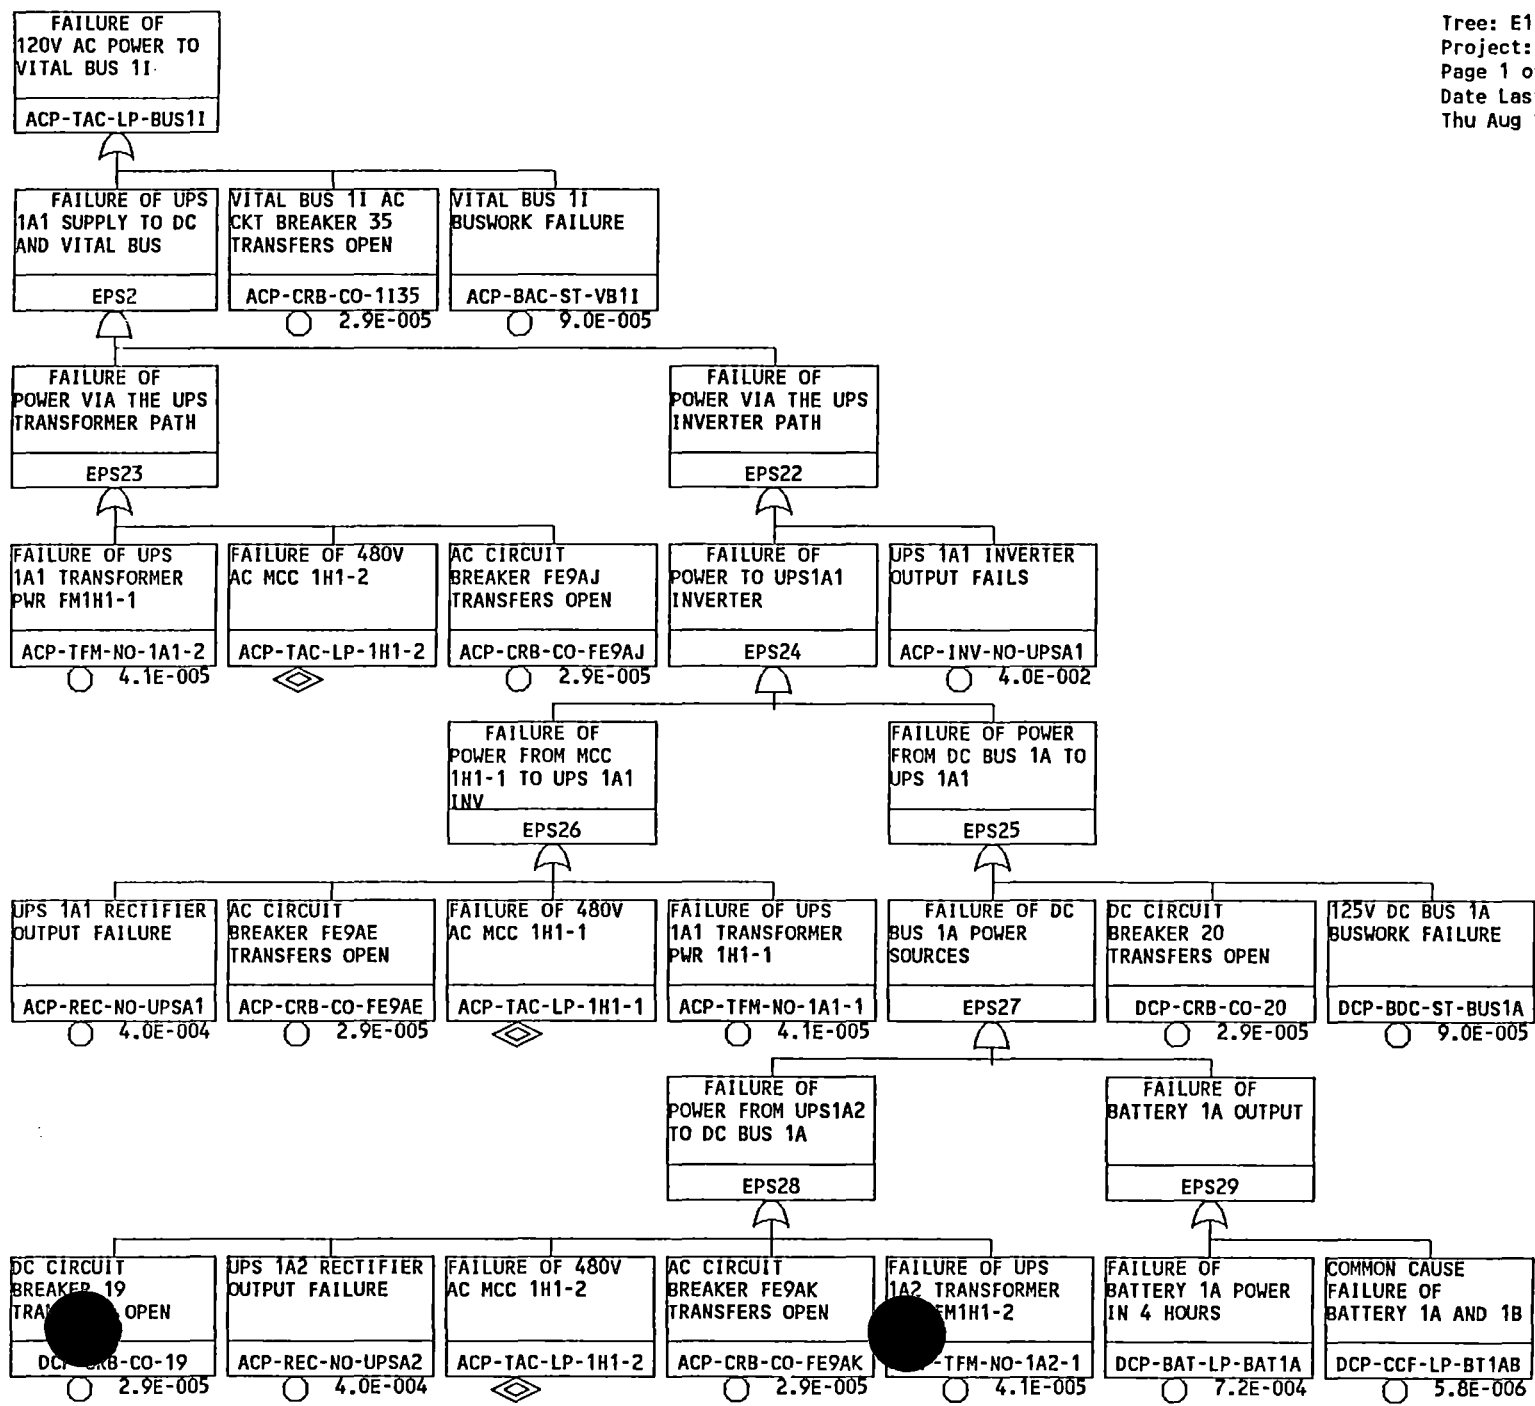 Tree: E1
Project:
Page 1 o
Date Las
Thu Aug
FAILURE OF
120V AC POWER TO
VITAL BUS 1I
ACP-TAC-LP-BUS1I
FAILURE OF UPS
1A1 SUPPLY TO DC
AND VITAL BUS
EPS2
VITAL BUS 1I AC
CKT BREAKER 35
TRANSFERS OPEN
ACP-CRB-CO-1I35
2.9E-005
VITAL BUS 1I
BUSWORK FAILURE
ACP-BAC-ST-VB1I
9.0E-005
FAILURE OF
POWER VIA THE UPS
TRANSFORMER PATH
EPS23
FAILURE OF
POWER VIA THE UPS
INVERTER PATH
EPS22
FAILURE OF UPS
1A1 TRANSFORMER
PWR FM1H1-1
ACP-TFM-NO-1A1-2
4.1E-005
FAILURE OF 480V
AC MCC 1H1-2
ACP-TAC-LP-1H1-2
AC CIRCUIT
BREAKER FE9AJ
TRANSFERS OPEN
ACP-CRB-CO-FE9AJ
2.9E-005
FAILURE OF
POWER TO UPS1A1
INVERTER
EPS24
UPS 1A1 INVERTER
OUTPUT FAILS
ACP-INV-NO-UPSA1
4.0E-002
FAILURE OF
POWER FROM MCC
1H1-1 TO UPS 1A1
INV
EPS26
FAILURE OF POWER
FROM DC BUS 1A TO
UPS 1A1
EPS25
UPS 1A1 RECTIFIER
OUTPUT FAILURE
ACP-REC-NO-UPSA1
4.0E-004
AC CIRCUIT
BREAKER FE9AE
TRANSFERS OPEN
ACP-CRB-CO-FE9AE
2.9E-005
FAILURE OF 480V
AC MCC 1H1-1
ACP-TAC-LP-1H1-1
FAILURE OF UPS
1A1 TRANSFORMER
PWR 1H1-1
ACP-TFM-NO-1A1-1
4.1E-005
FAILURE OF DC
BUS 1A POWER
SOURCES
EPS27
DC CIRCUIT
BREAKER 20
TRANSFERS OPEN
DCP-CRB-CO-20
2.9E-005
125V DC BUS 1A
BUSWORK FAILURE
DCP-BDC-ST-BUS1A
9.0E-005
FAILURE OF
POWER FROM UPS1A2
TO DC BUS 1A
EPS28
FAILURE OF
BATTERY 1A OUTPUT
EPS29
DC CIRCUIT
BREAKER 19
OPEN
CRB-CO-19
2.9E-005
UPS 1A2 RECTIFIER
OUTPUT FAILURE
ACP-REC-NO-UPSA2
4.0E-004
FAILURE OF 480V
AC MCC 1H1-2
ACP-TAC-LP-1H1-2
AC CIRCUIT
BREAKER FE9AK
TRANSFERS OPEN
ACP-CRB-CO-FE9AK
2.9E-005
FAILURE OF UPS
1A2 TRANSFORMER
FM1H1-2
-TFM-NO-1A2-1
4.1E-005
FAILURE OF
BATTERY 1A POWER
IN 4 HOURS
DCP-BAT-LP-BAT1A
7.2E-004
COMMON CAUSE
FAILURE OF
BATTERY 1A AND 1B
DCP-CCF-LP-BT1AB
5.8E-006